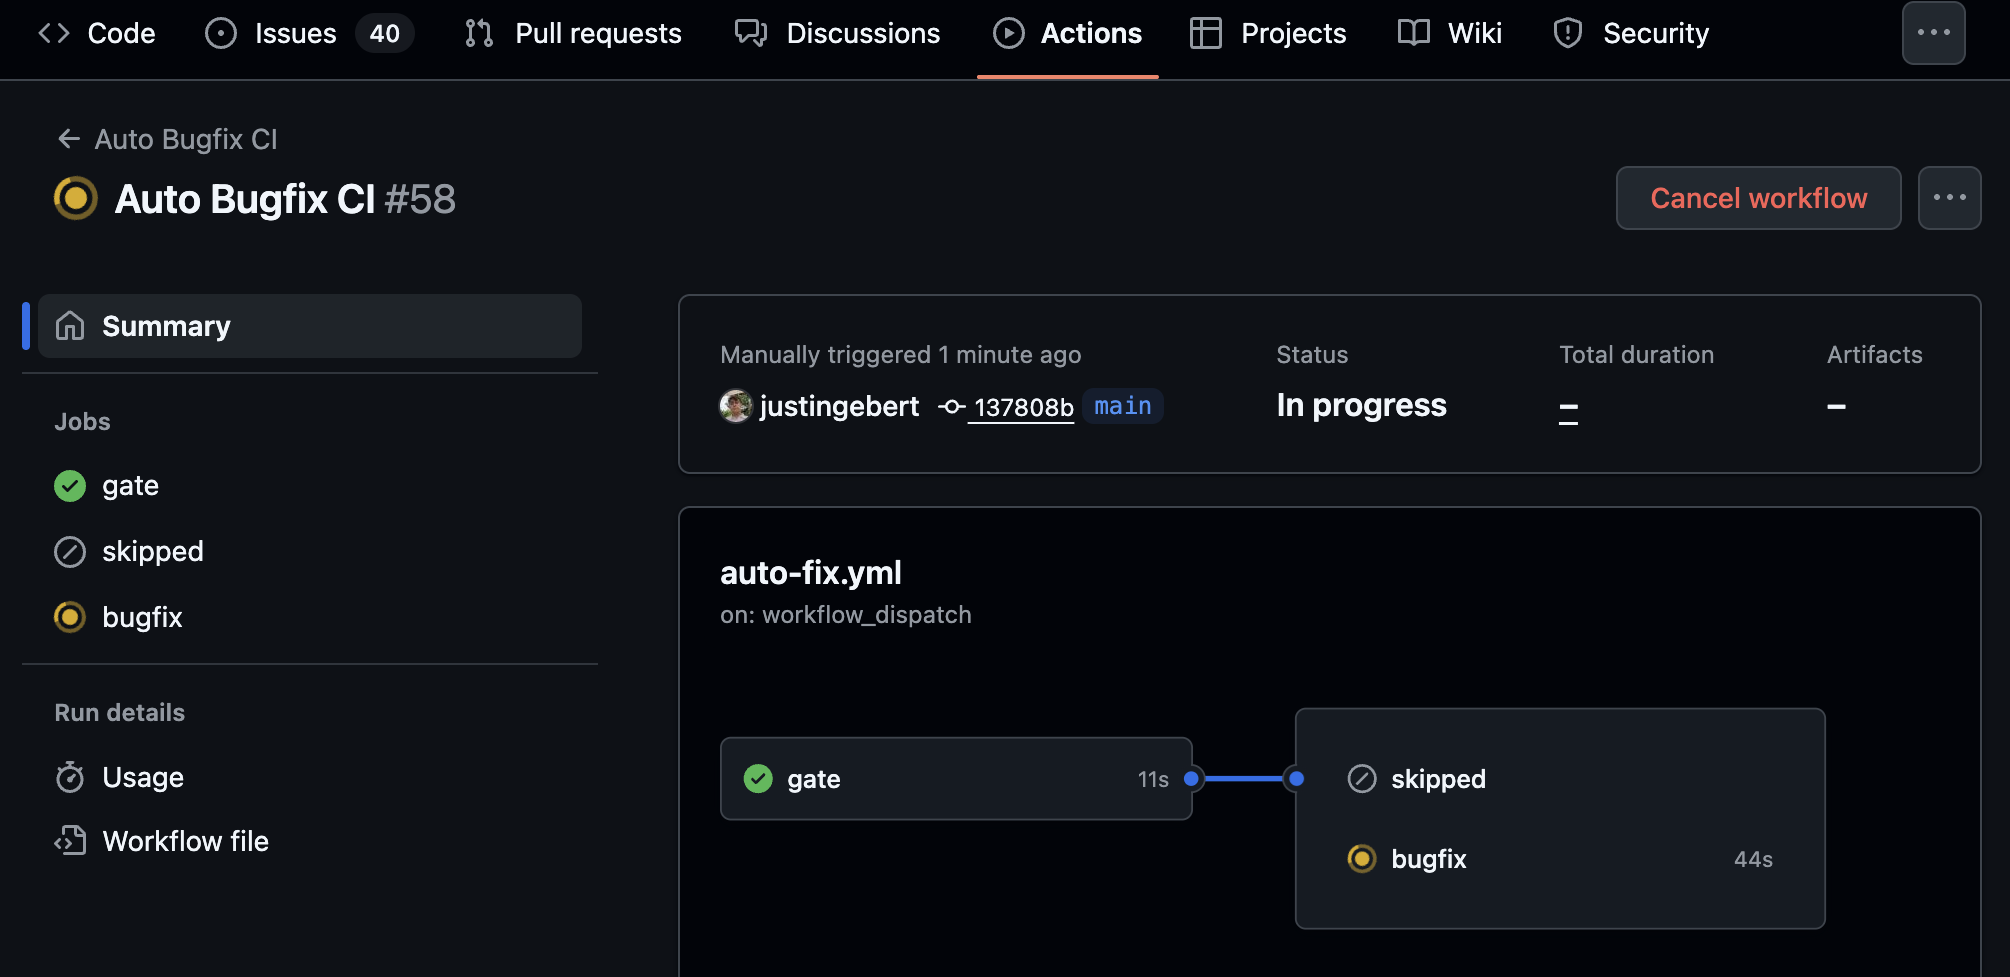 Code Issues 40 Pull requests Discussions Actions Projects Wiki Security
Auto Bugfix CI
Auto Bugfix CI #58
Cancel workflow
Summary
Jobs
gate
skipped
bugfix
Run details
Usage
Workflow file
Manually triggered 1 minute ago
justingebert 137808b main
Status
In progress
Total duration
–
Artifacts
–
auto-fix.yml
on: workflow_dispatch
gate 11s
skipped
bugfix 44s